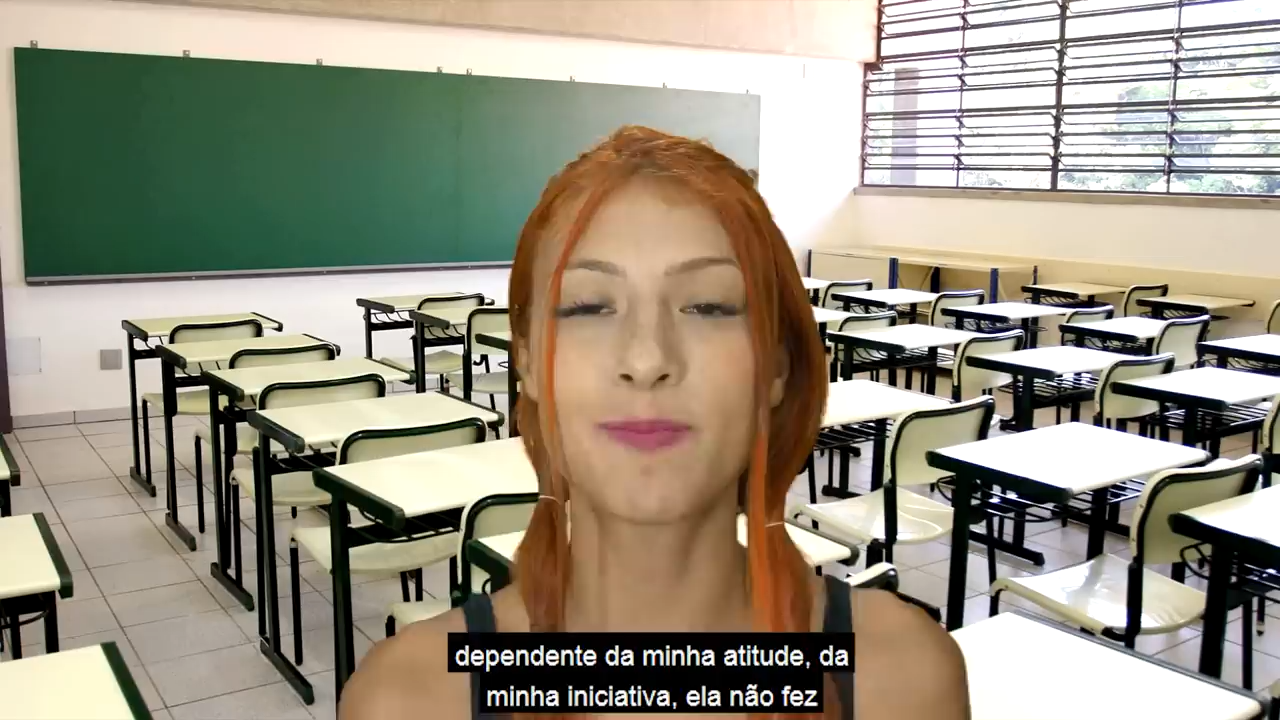 dependente da minha atitude, da
minha iniciativa, ela não fez